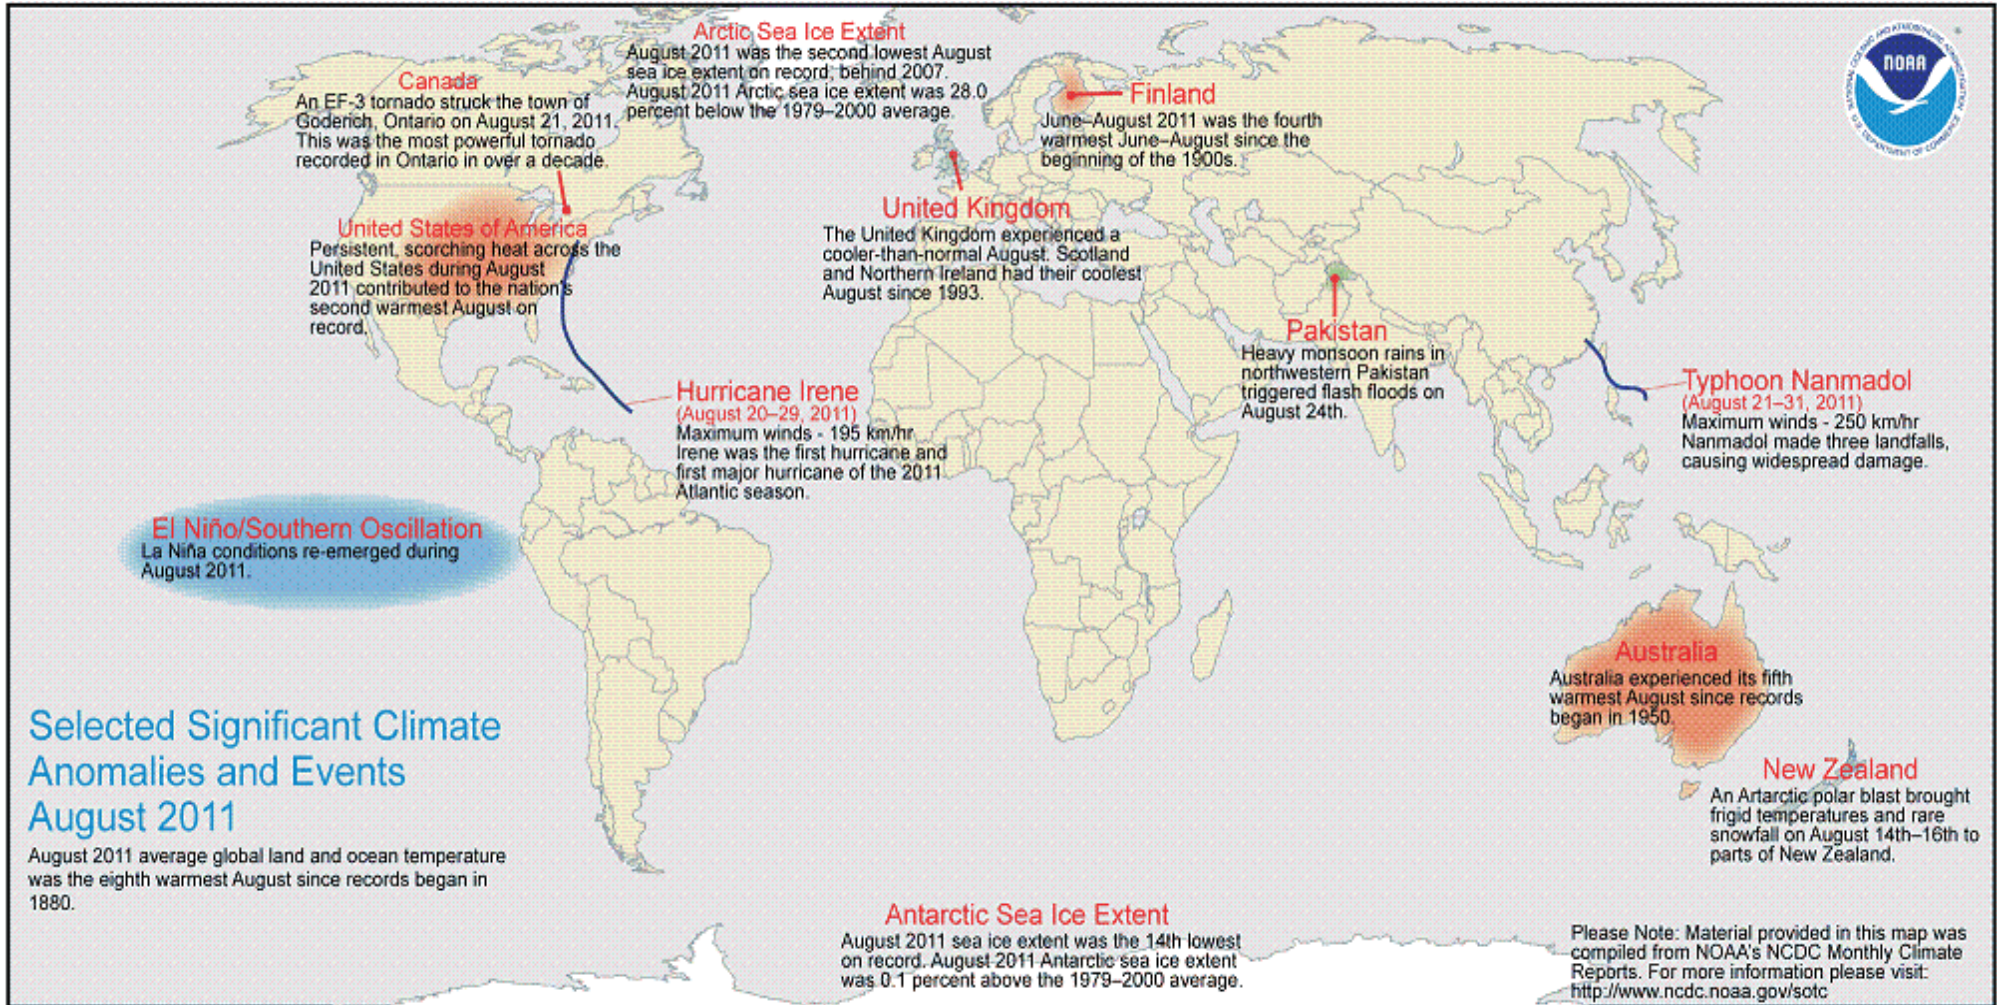 Arctic Sea Ice Extent
August 2011 was the second lowest August
sea ice extent on record, behind 2007.
August 2011 Arctic sea ice extent was 28.0
percent below the 1979–2000 average.
Canada
An EF-3 tornado struck the town of
Goderich, Ontario on August 21, 2011.
This was the most powerful tornado
recorded in Ontario in over a decade.
Finland
June–August 2011 was the fourth
warmest June–August since the
beginning of the 1900s.
NATIONAL OCEANIC AND ATMOSPHERIC ADMINISTRATION
NOAA
U.S. DEPARTMENT OF COMMERCE
United States of America
Persistent, scorching heat across the
United States during August
2011 contributed to the nation's
second warmest August on
record.
United Kingdom
The United Kingdom experienced a
cooler-than-normal August. Scotland
and Northern Ireland had their coolest
August since 1993.
Pakistan
Heavy monsoon rains in
northwestern Pakistan
triggered flash floods on
August 24th.
Hurricane Irene
(August 20–29, 2011)
Maximum winds - 195 km/hr
Irene was the first hurricane and
first major hurricane of the 2011
Atlantic season.
Typhoon Nanmadol
(August 21–31, 2011)
Maximum winds - 250 km/hr
Nanmadol made three landfalls,
causing widespread damage.
El Niño/Southern Oscillation
La Niña conditions re-emerged during
August 2011.
Australia
Australia experienced its fifth
warmest August since records
began in 1950.
New Zealand
An Artarctic polar blast brought
frigid temperatures and rare
snowfall on August 14th–16th to
parts of New Zealand.
Selected Significant Climate
Anomalies and Events
August 2011
August 2011 average global land and ocean temperature
was the eighth warmest August since records began in
1880.
Antarctic Sea Ice Extent
August 2011 sea ice extent was the 14th lowest
on record. August 2011 Antarctic sea ice extent
was 0.1 percent above the 1979–2000 average.
Please Note: Material provided in this map was
compiled from NOAA's NCDC Monthly Climate
Reports. For more information please visit:
http://www.ncdc.noaa.gov/sotc